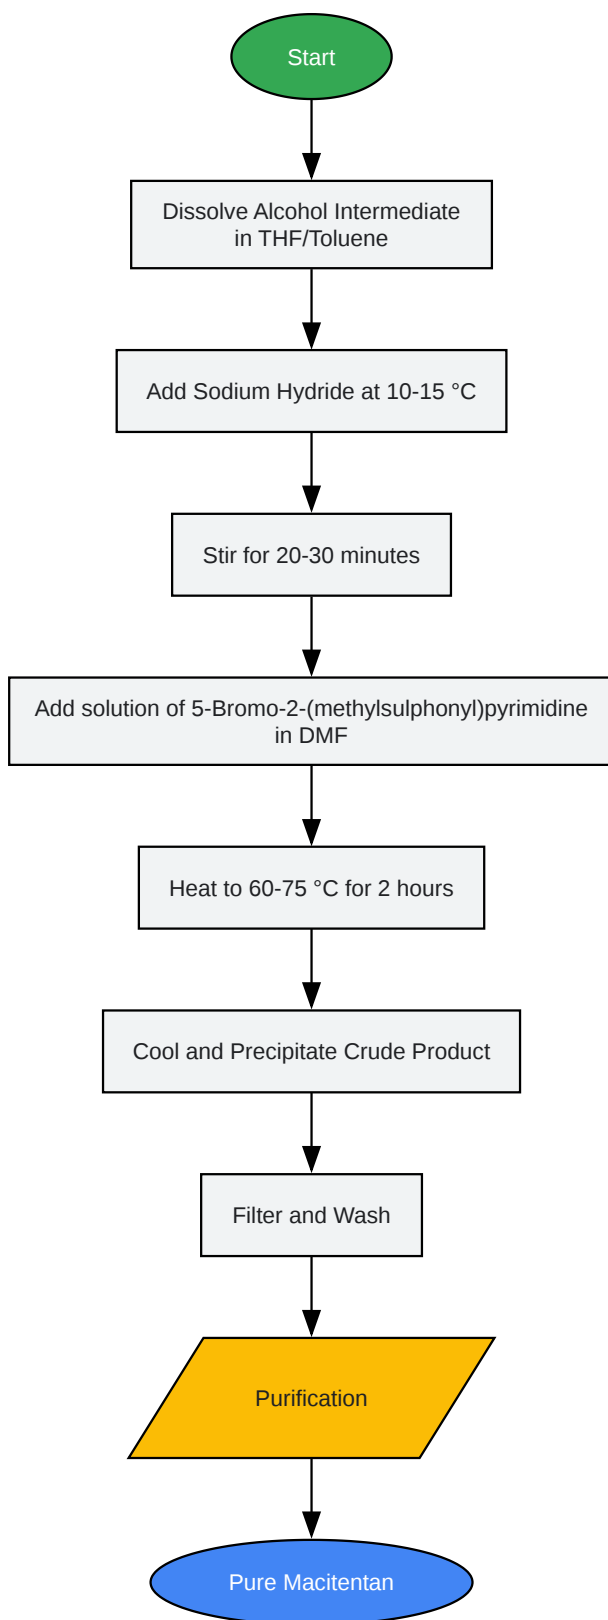 Start
Dissolve Alcohol Intermediate
in THF/Toluene
Add Sodium Hydride at 10-15 °C
Stir for 20-30 minutes
Add solution of 5-Bromo-2-(methylsulphonyl)pyrimidine
in DMF
Heat to 60-75 °C for 2 hours
Cool and Precipitate Crude Product
Filter and Wash
Purification
Pure Macitentan